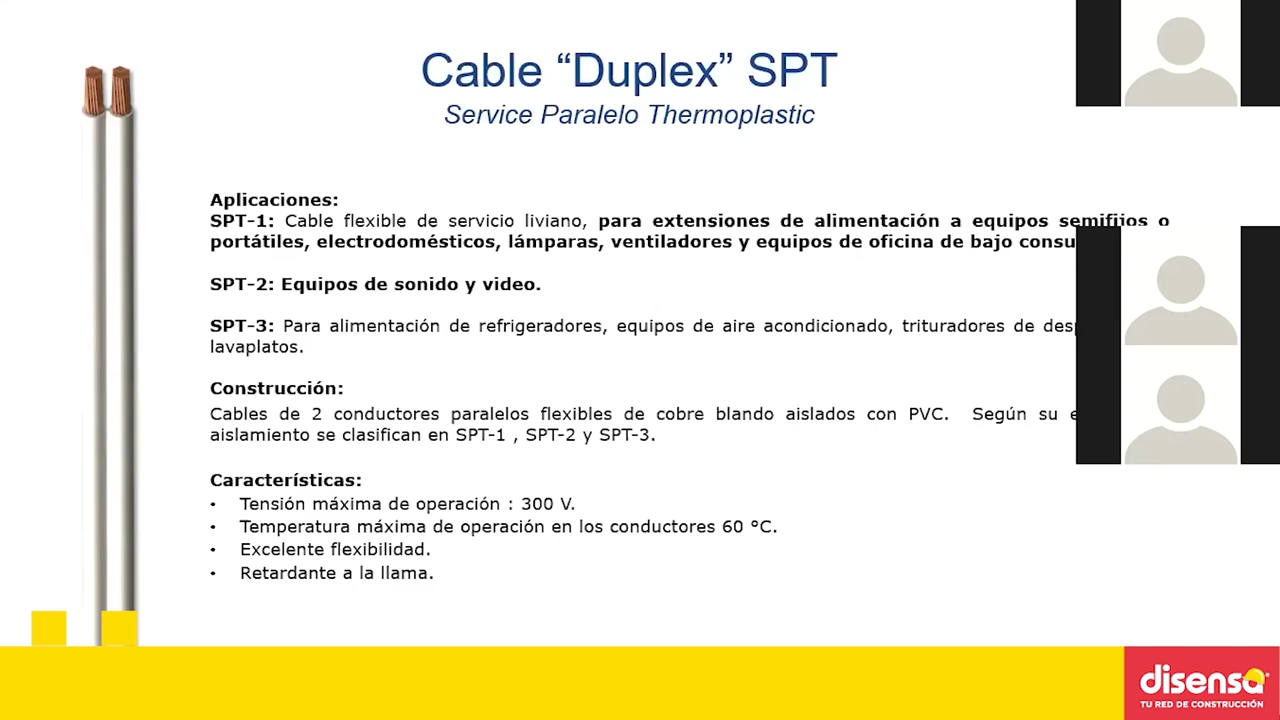 Cable “Duplex” SPT
Service Paralelo Thermoplastic
Aplicaciones:
SPT-1: Cable flexible de servicio liviano, para extensiones de alimentación a equipos semifijos o
portátiles, electrodomésticos, lámparas, ventiladores y equipos de oficina de bajo
SPT-2: Equipos de sonido y video.
SPT-3: Para alimentación de refrigeradores, equipos de aire acondicionado, trituradores de
lavaplatos.
Construcción:
Cables de 2 conductores paralelos flexibles de cobre blando aislados con PVC. Según su
aislamiento se clasifican en SPT-1 , SPT-2 y SPT-3.
Características:
• Tensión máxima de operación : 300 V.
• Temperatura máxima de operación en los conductores 60 °C.
• Excelente flexibilidad.
• Retardante a la llama.
disensa
TU RED DE CONSTRUCCIÓN